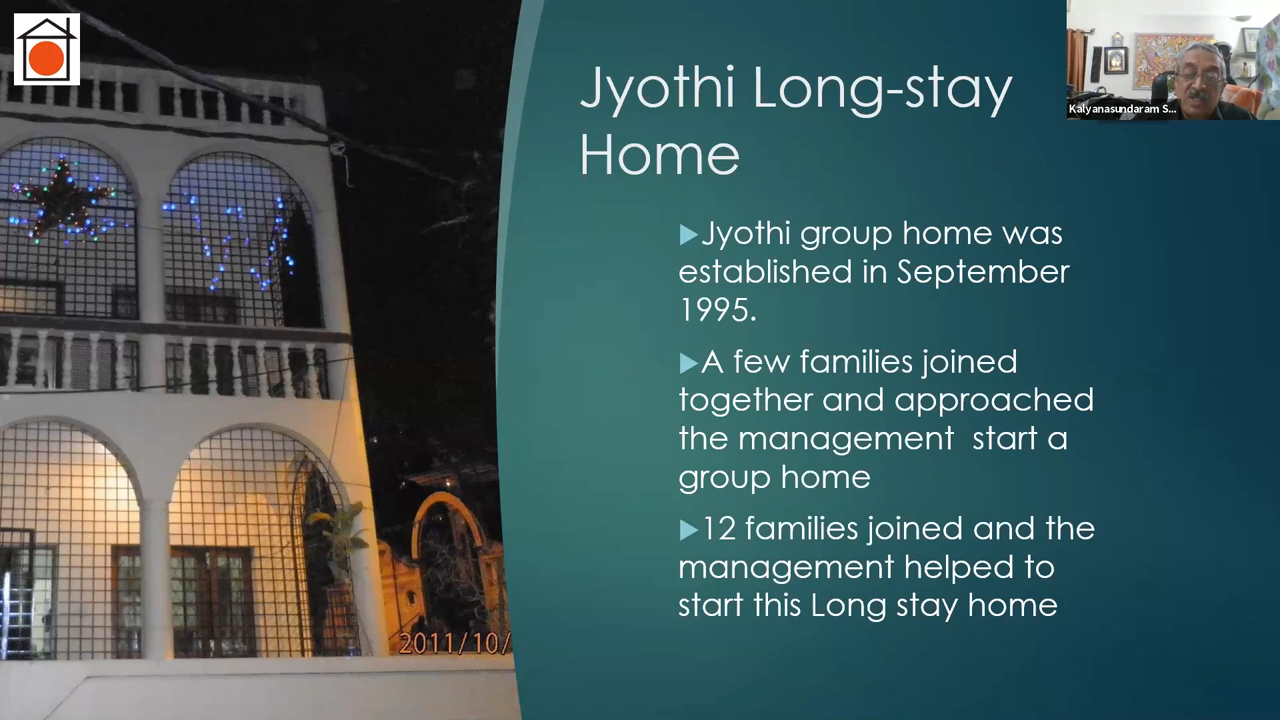 Jyothi Long-stay
Home
Kalyanasundaram S...
▶Jyothi group home was
established in September
1995.
▶A few families joined
together and approached
the management  start a
group home
▶12 families joined and the
management helped to
start this Long stay home
2011/10/